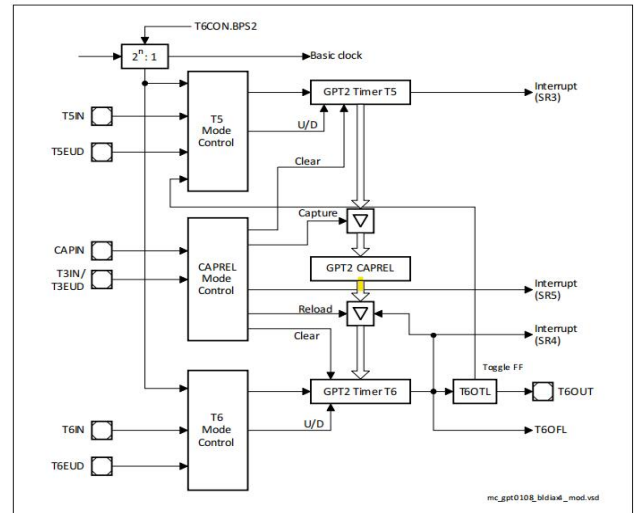 T6CON.BPS2
2ⁿ : 1
Basic clock
T5IN
T5EUD
T5
Mode
Control
GPT2 Timer T5
U/D
Clear
Interrupt
(SR3)
Capture
CAPIN
T3IN/
T3EUD
CAPREL
Mode
Control
GPT2 CAPREL
Interrupt
(SR5)
Reload
Clear
Interrupt
(SR4)
Toggle FF
T6IN
T6EUD
T6
Mode
Control
GPT2 Timer T6
U/D
T6OTL
T6OUT
T6OFL
mc_gpt0108_bldiax4_mod.vsd